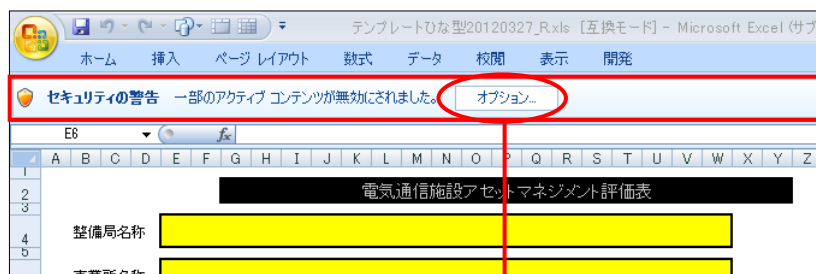 テンプレートひな型20120327_R.xls [互換モード] - Microsoft Excel (サブ
ホーム 挿入 ページ レイアウト 数式 データ 校閲 表示 開発
セキュリティの警告 一部のアクティブ コンテンツが無効にされました。 オプション...
E6 fx
A B C D E F G H I J K L M N O P Q R S T U V W X Y Z
1
2 電気通信施設アセットマネジメント評価表
3
4 整備局名称
5
事業所名称